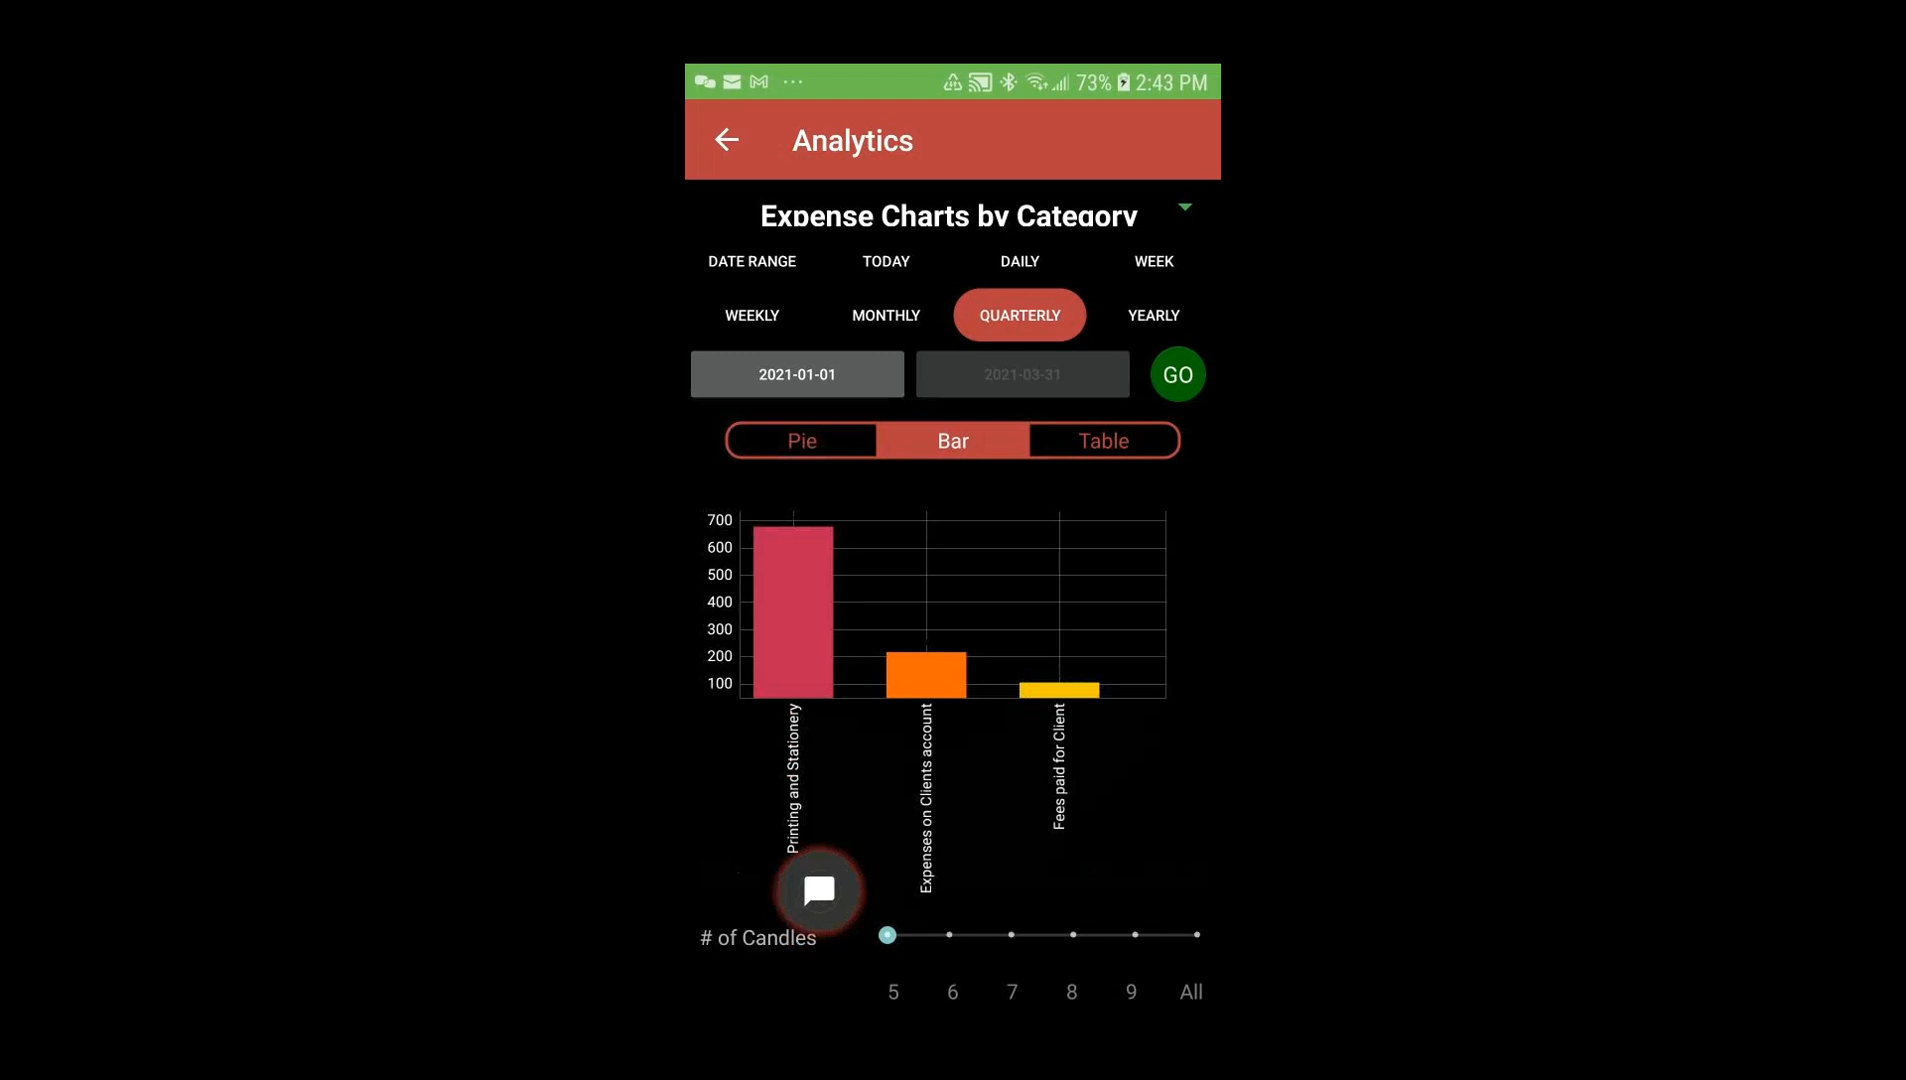 73% 2:43 PM
Analytics
Expense Charts by Category
DATE RANGE TODAY DAILY WEEK
WEEKLY MONTHLY QUARTERLY YEARLY
2021-01-01 2021-03-31 GO
Pie Bar Table
700
600
500
400
300
200
100
Printing and Stationery
Expenses on Clients account
Fees paid for Client
# of Candles
5 6 7 8 9 All